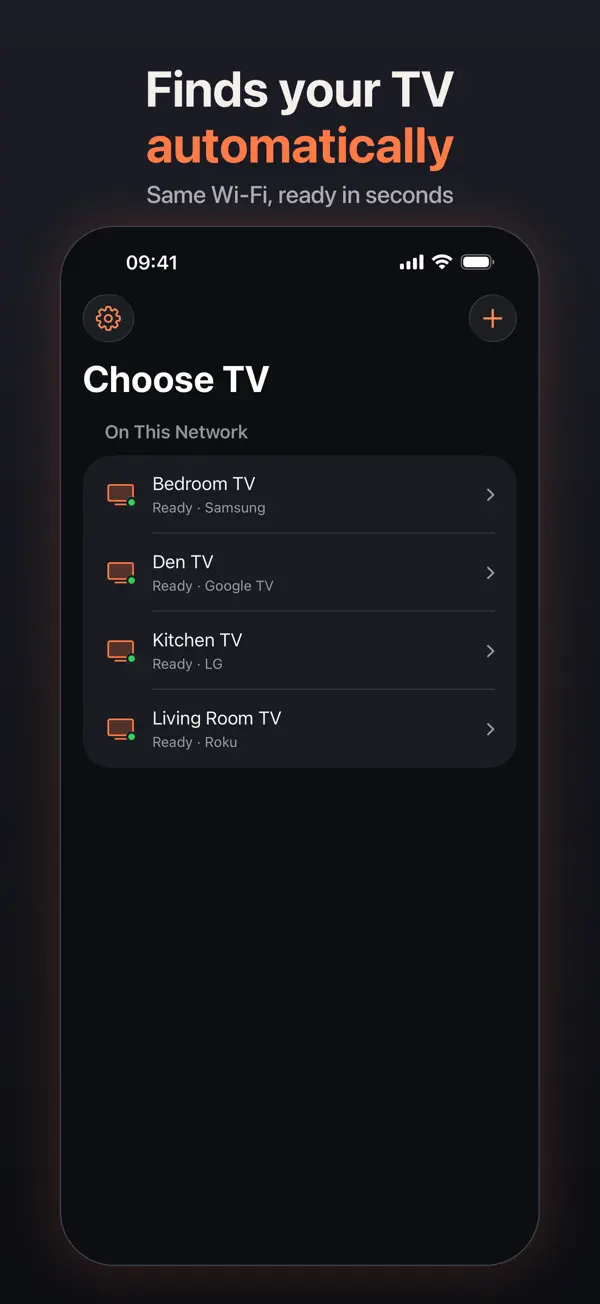 Finds your TV
automatically
Same Wi-Fi, ready in seconds
09:41
Choose TV
On This Network
Bedroom TV
Ready · Samsung
Den TV
Ready · Google TV
Kitchen TV
Ready · LG
Living Room TV
Ready · Roku